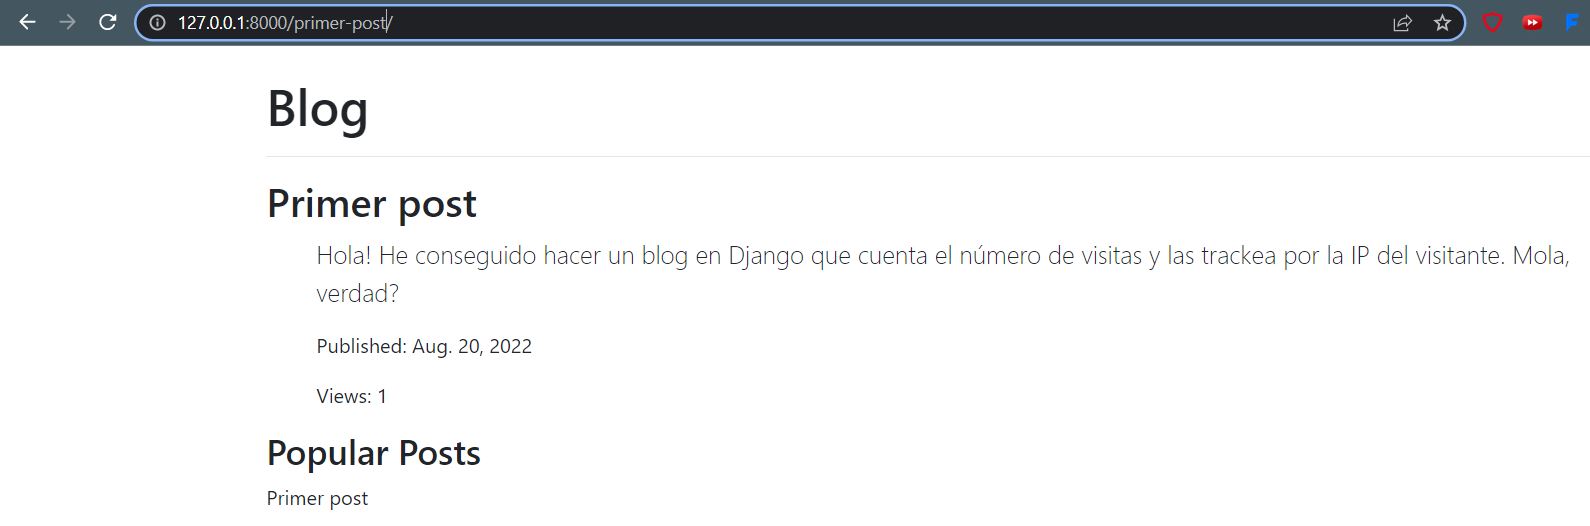 127.0.0.1:8000/primer-post/
Blog
Primer post
Hola! He conseguido hacer un blog en Django que cuenta el número de visitas y las trackea por la IP del visitante. Mola,
verdad?
Published: Aug. 20, 2022
Views: 1
Popular Posts
Primer post